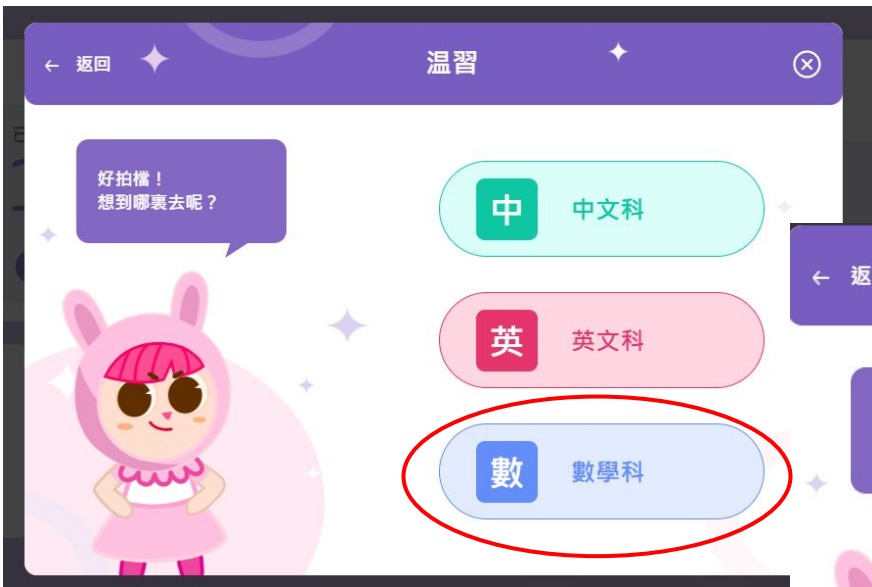 ← 返回
温習
好拍檔！
想到哪裏去呢？
中 中文科
英 英文科
數 數學科
← 返